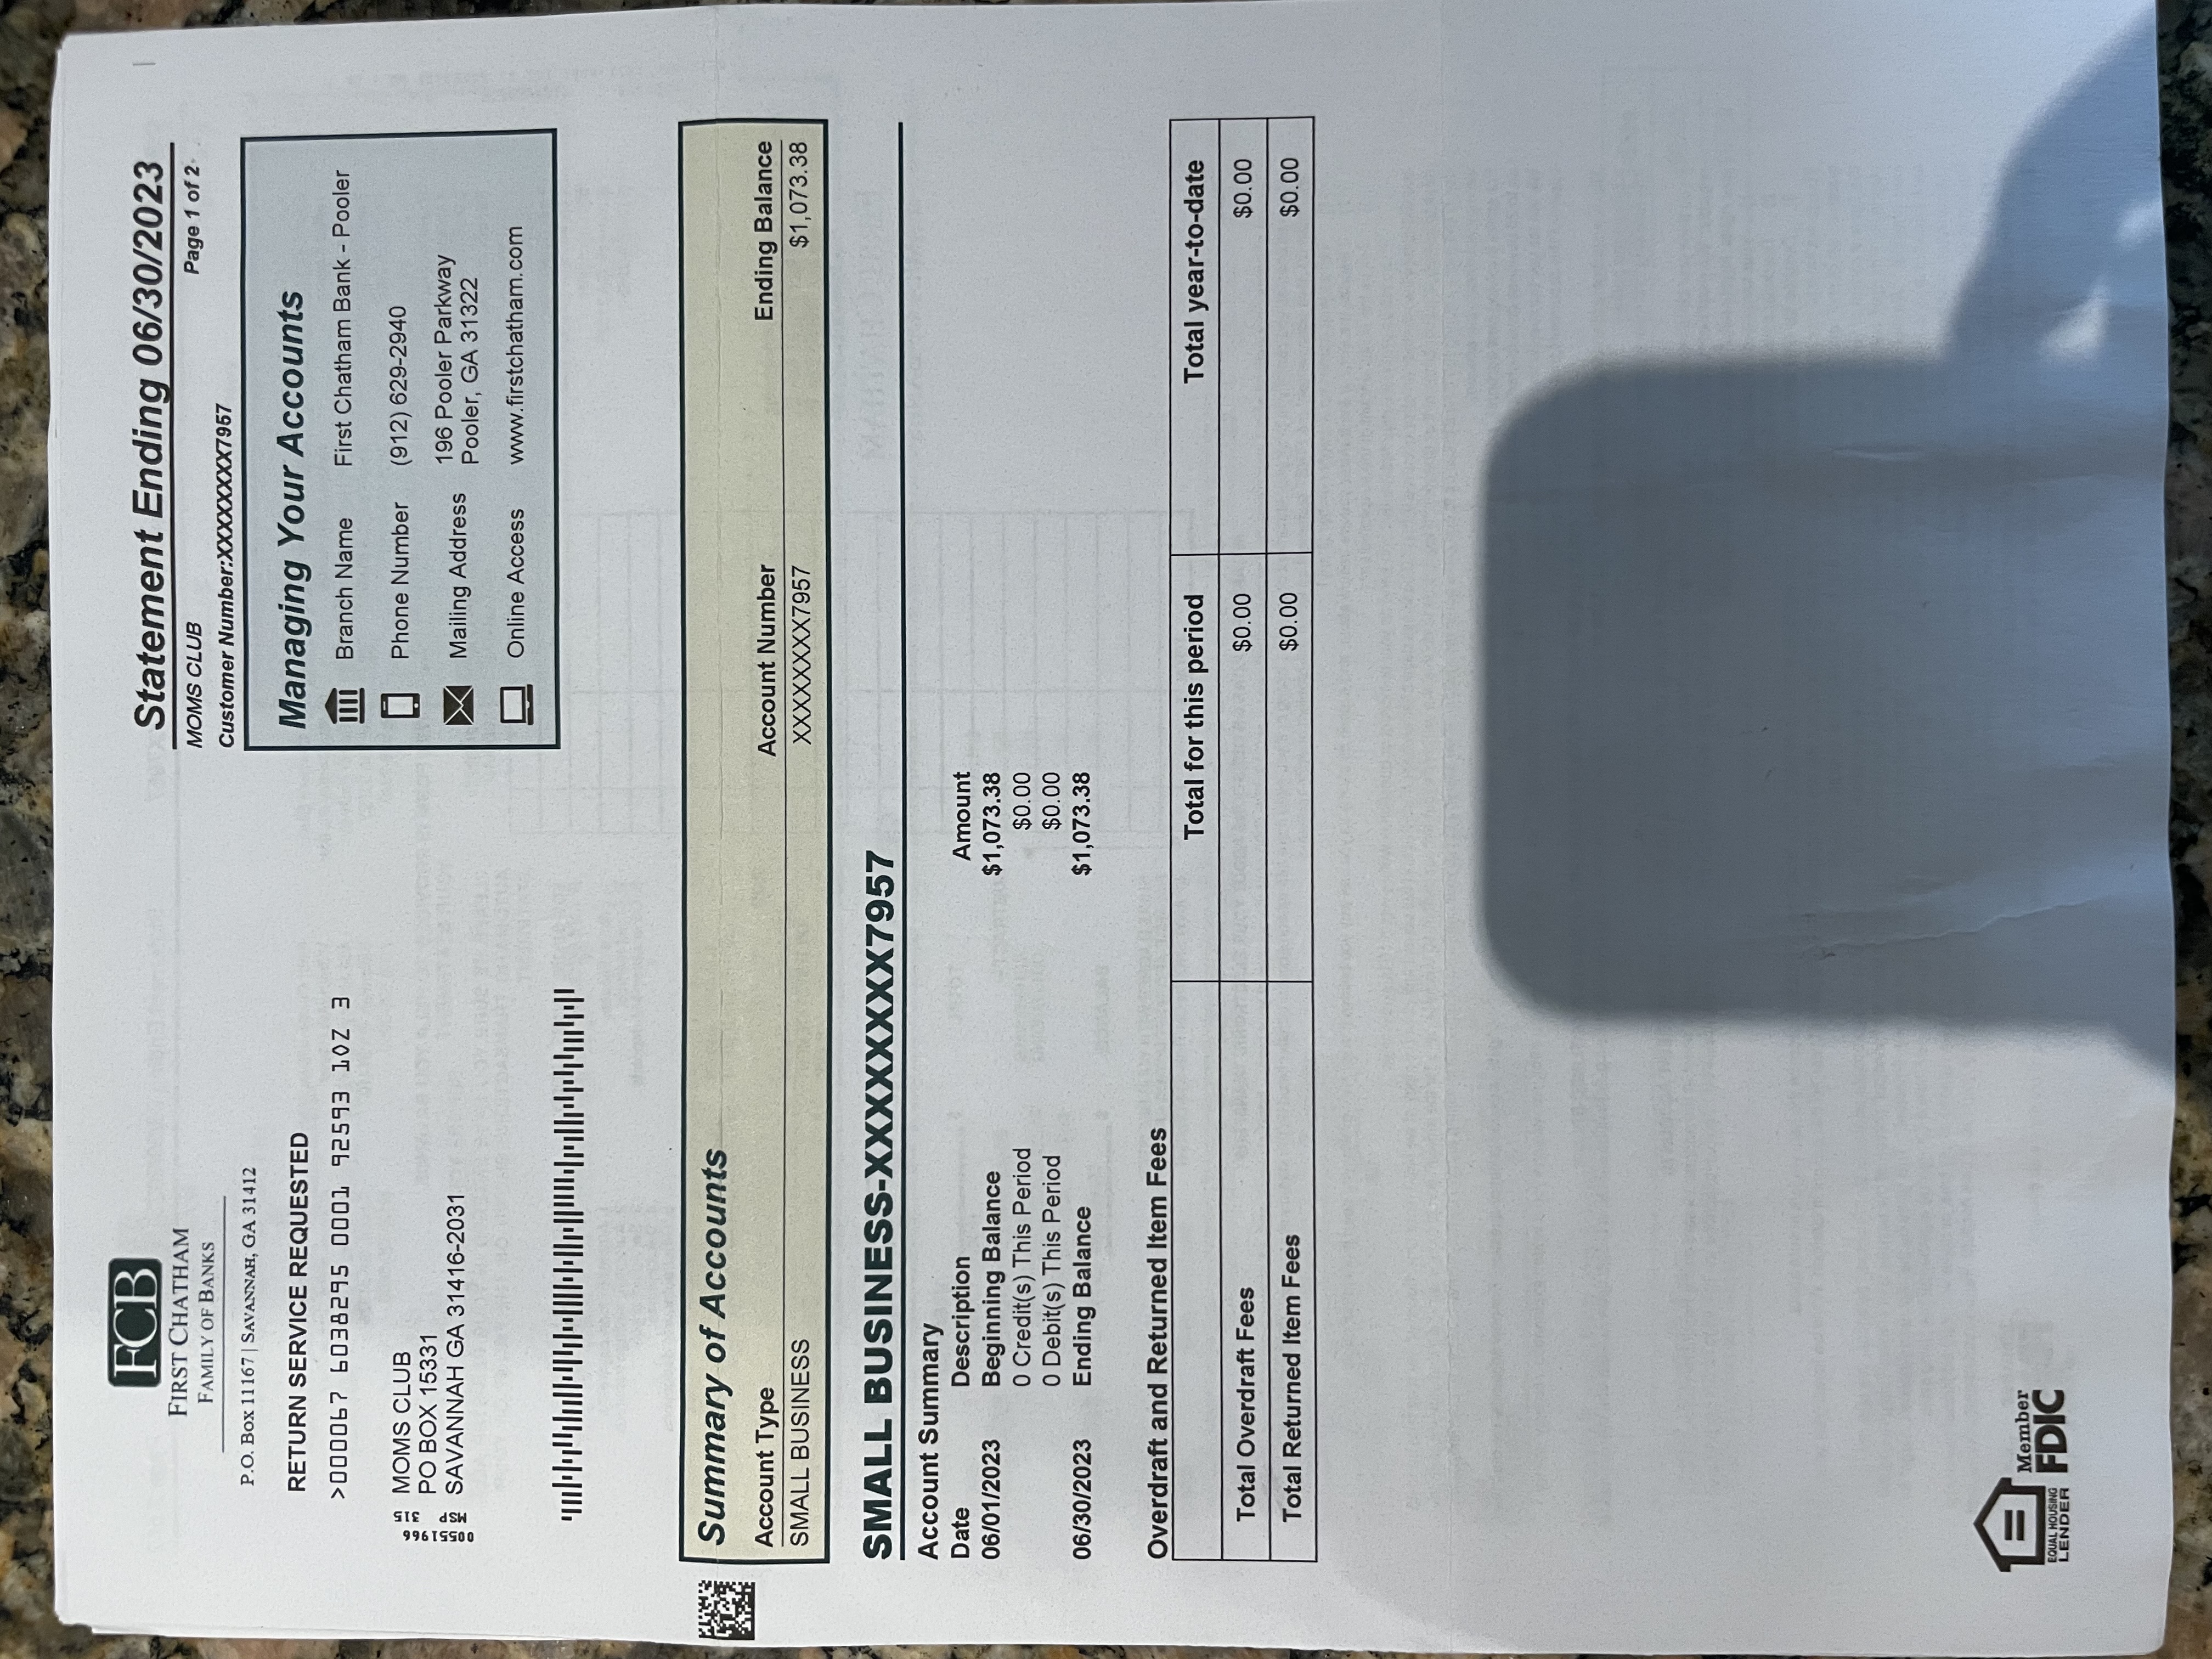 FCB
FIRST CHATHAM
FAMILY OF BANKS
P.O. Box 11167 | SAVANNAH, GA 31412
RETURN SERVICE REQUESTED
>000067 6038295 0001 92593 10Z 3
00551966
MSP 315
MOMS CLUB
PO BOX 15331
SAVANNAH GA 31416-2031
Statement Ending 06/30/2023
MOMS CLUB Page 1 of 2
Customer Number:XXXXXXXX7957
Managing Your Accounts
Branch Name First Chatham Bank - Pooler
Phone Number (912) 629-2940
Mailing Address 196 Pooler Parkway
Pooler, GA 31322
Online Access www.firstchatham.com
Summary of Accounts
Account Type Account Number Ending Balance
SMALL BUSINESS XXXXXXXX7957 $1,073.38
SMALL BUSINESS-XXXXXXXX7957
Account Summary
Date Description Amount
06/01/2023 Beginning Balance $1,073.38
0 Credit(s) This Period $0.00
0 Debit(s) This Period $0.00
06/30/2023 Ending Balance $1,073.38
Overdraft and Returned Item Fees
Total for this period Total year-to-date
Total Overdraft Fees $0.00 $0.00
Total Returned Item Fees $0.00 $0.00
EQUAL HOUSING
LENDER
Member
FDIC